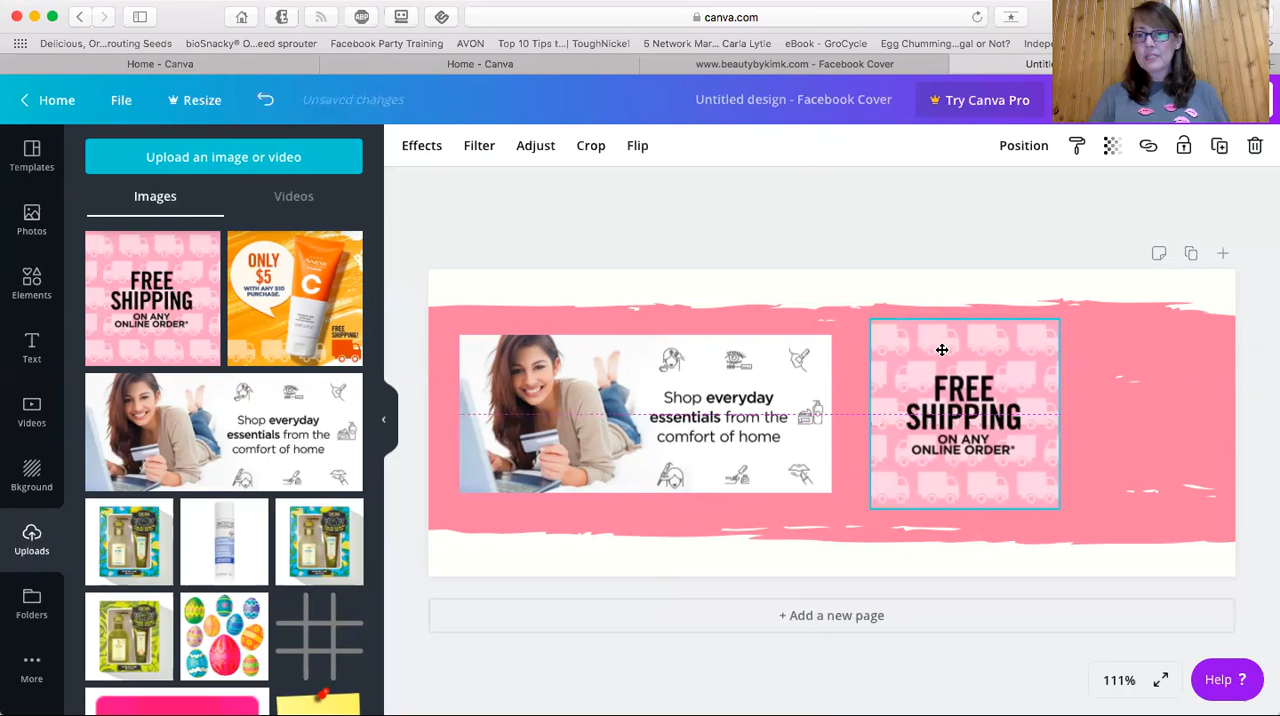 canva.com
Delicious, Or...routing Seeds
bioSnacky® O...eed sprouter
Facebook Party Training
AVON
Top 10 Tips t...| ToughNickel
5 Network Mar... Carla Lytle
eBook - GroCycle
Egg Chumming...gal or Not?
Indepe
Home - Canva
Home - Canva
www.beautybykimk.com - Facebook Cover
Untitl
Home
File
Resize
Unsaved changes
Untitled design - Facebook Cover
Try Canva Pro
ABP
Templates
Photos
Elements
Text
Videos
Bkground
Uploads
Folders
More
Upload an image or video
Images
Videos
FREE
SHIPPING
ON ANY
ONLINE ORDER*
ONLY
$5
WITH ANY $10
PURCHASE.
ANEW
C
FREE
SHIPPING!
Shop everyday
essentials from the
comfort of home
Effects
Filter
Adjust
Crop
Flip
Position
Shop everyday
essentials from the
comfort of home
FREE
SHIPPING
ON ANY
ONLINE ORDER*
+ Add a new page
111%
Help ?